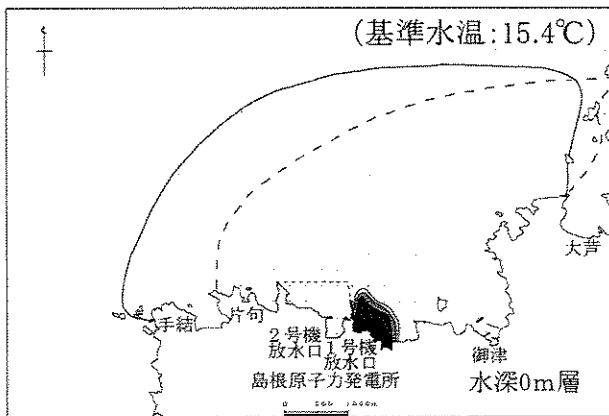 (基準水温:15.4℃)
大芦
手結
片句
2号機
放水口
1号機
放水口
御津
島根原子力発電所
水深0m層